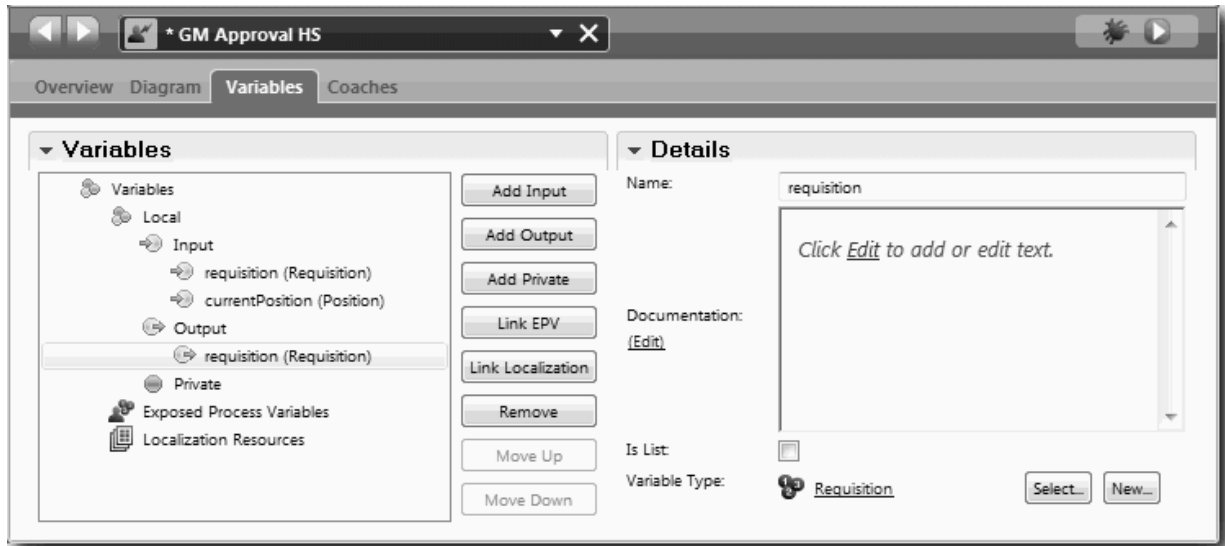 * GM Approval HS
Overview Diagram Variables Coaches
Variables
Variables
Local
Input
requisition (Requisition)
currentPosition (Position)
Output
requisition (Requisition)
Private
Exposed Process Variables
Localization Resources
Add Input
Add Output
Add Private
Link EPV
Link Localization
Remove
Move Up
Move Down
Details
Name:
requisition
Click Edit to add or edit text.
Documentation:
(Edit)
Is List:
Variable Type:
Requisition
Select...
New...